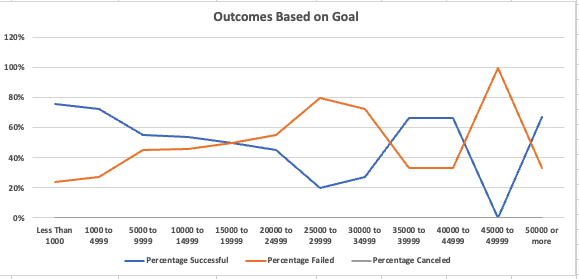 Outcomes Based on Goal
120%
100%
80%
60%
40%
20%
0%
Less Than 1000 to 5000 to 10000 to 15000 to 20000 to 25000 to 30000 to 35000 to 40000 to 45000 to 50000 or
1000 4999 9999 14999 19999 24999 29999 34999 39999 44999 49999 more
Percentage Successful Percentage Failed Percentage Canceled